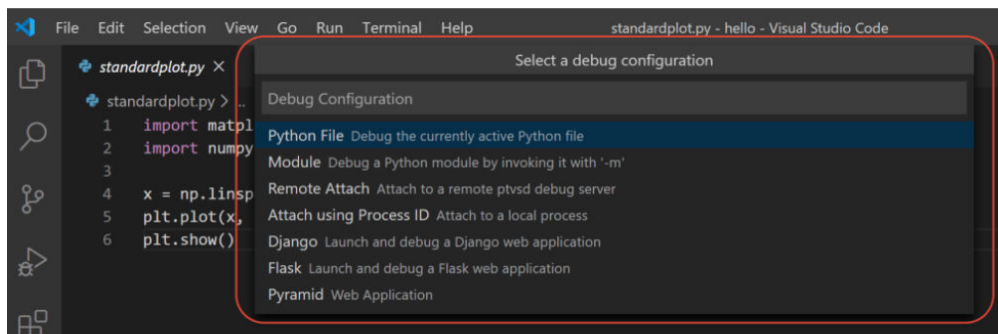 File Edit Selection View Go Run Terminal Help standardplot.py - hello - Visual Studio Code
Select a debug configuration
standardplot.py ×
Debug Configuration
standardplot.py > ..
Python File Debug the currently active Python file
Module Debug a Python module by invoking it with '-m'
Remote Attach Attach to a remote ptvsd debug server
Attach using Process ID Attach to a local process
Django Launch and debug a Django web application
Flask Launch and debug a Flask web application
Pyramid Web Application
1 import matpl
2 import numpy
3
4 x = np.linsp
5 plt.plot(x,
6 plt.show()